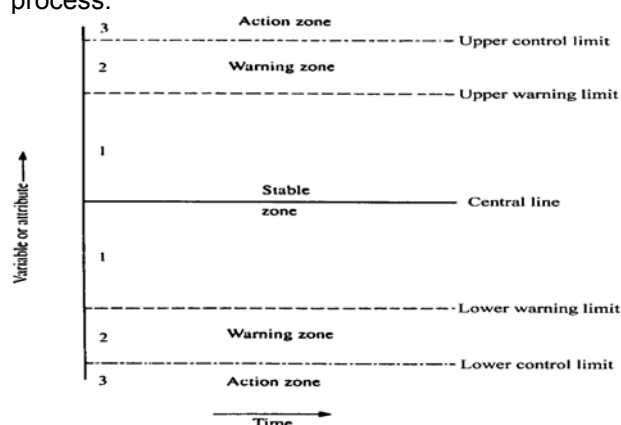 process.
3 Action zone
Upper control limit
2 Warning zone
Upper warning limit
1
Stable
Central line
zone
Variable or attribute
1
Lower warning limit
2 Warning zone
Lower control limit
3 Action zone
Time